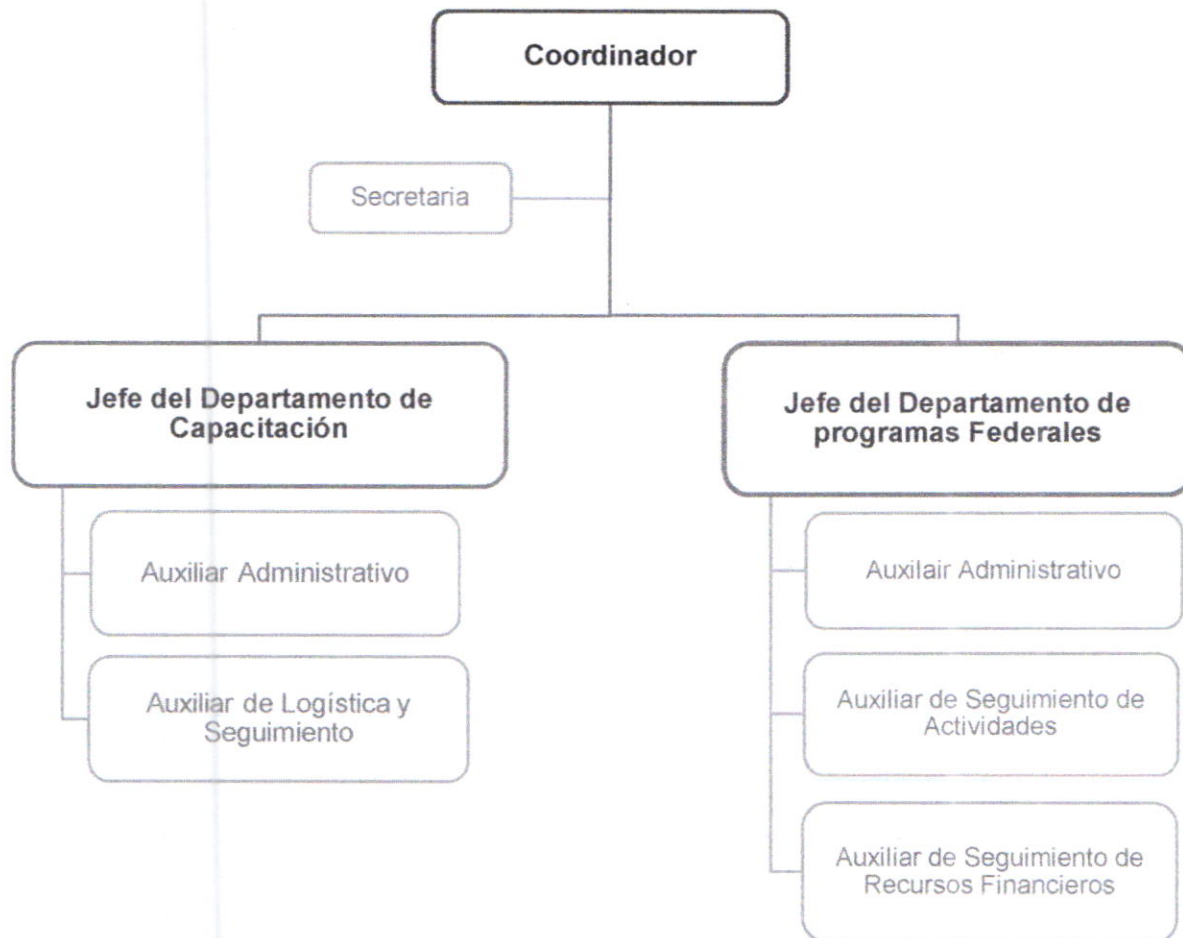 Coordinador
Secretaria
Jefe del Departamento de
Capacitación
Auxiliar Administrativo
Auxiliar de Logística y
Seguimiento
Jefe del Departamento de
programas Federales
Auxilair Administrativo
Auxiliar de Seguimiento de
Actividades
Auxiliar de Seguimiento de
Recursos Financieros